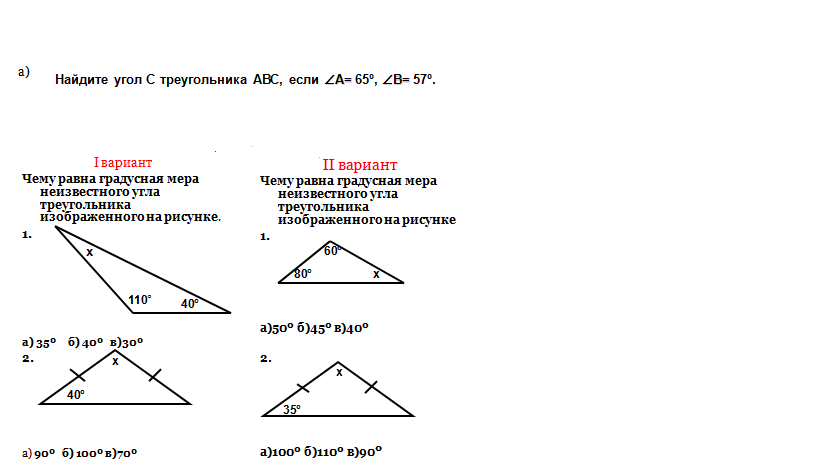 а)
Найдите угол С треугольника АВС, если ∠А= 65°, ∠В= 57°.
I вариант
Чему равна градусная мера
неизвестного угла
треугольника
изображенного на рисунке.
1.
х
110°
40°
а) 35° б) 40° в)30°
2.
х
40°
а) 90° б) 100° в)70°
II вариант
Чему равна градусная мера
неизвестного угла
треугольника
изображенного на рисунке
1.
60°
80°
х
а)50° б)45° в)40°
2.
х
35°
а)100° б)110° в)90°